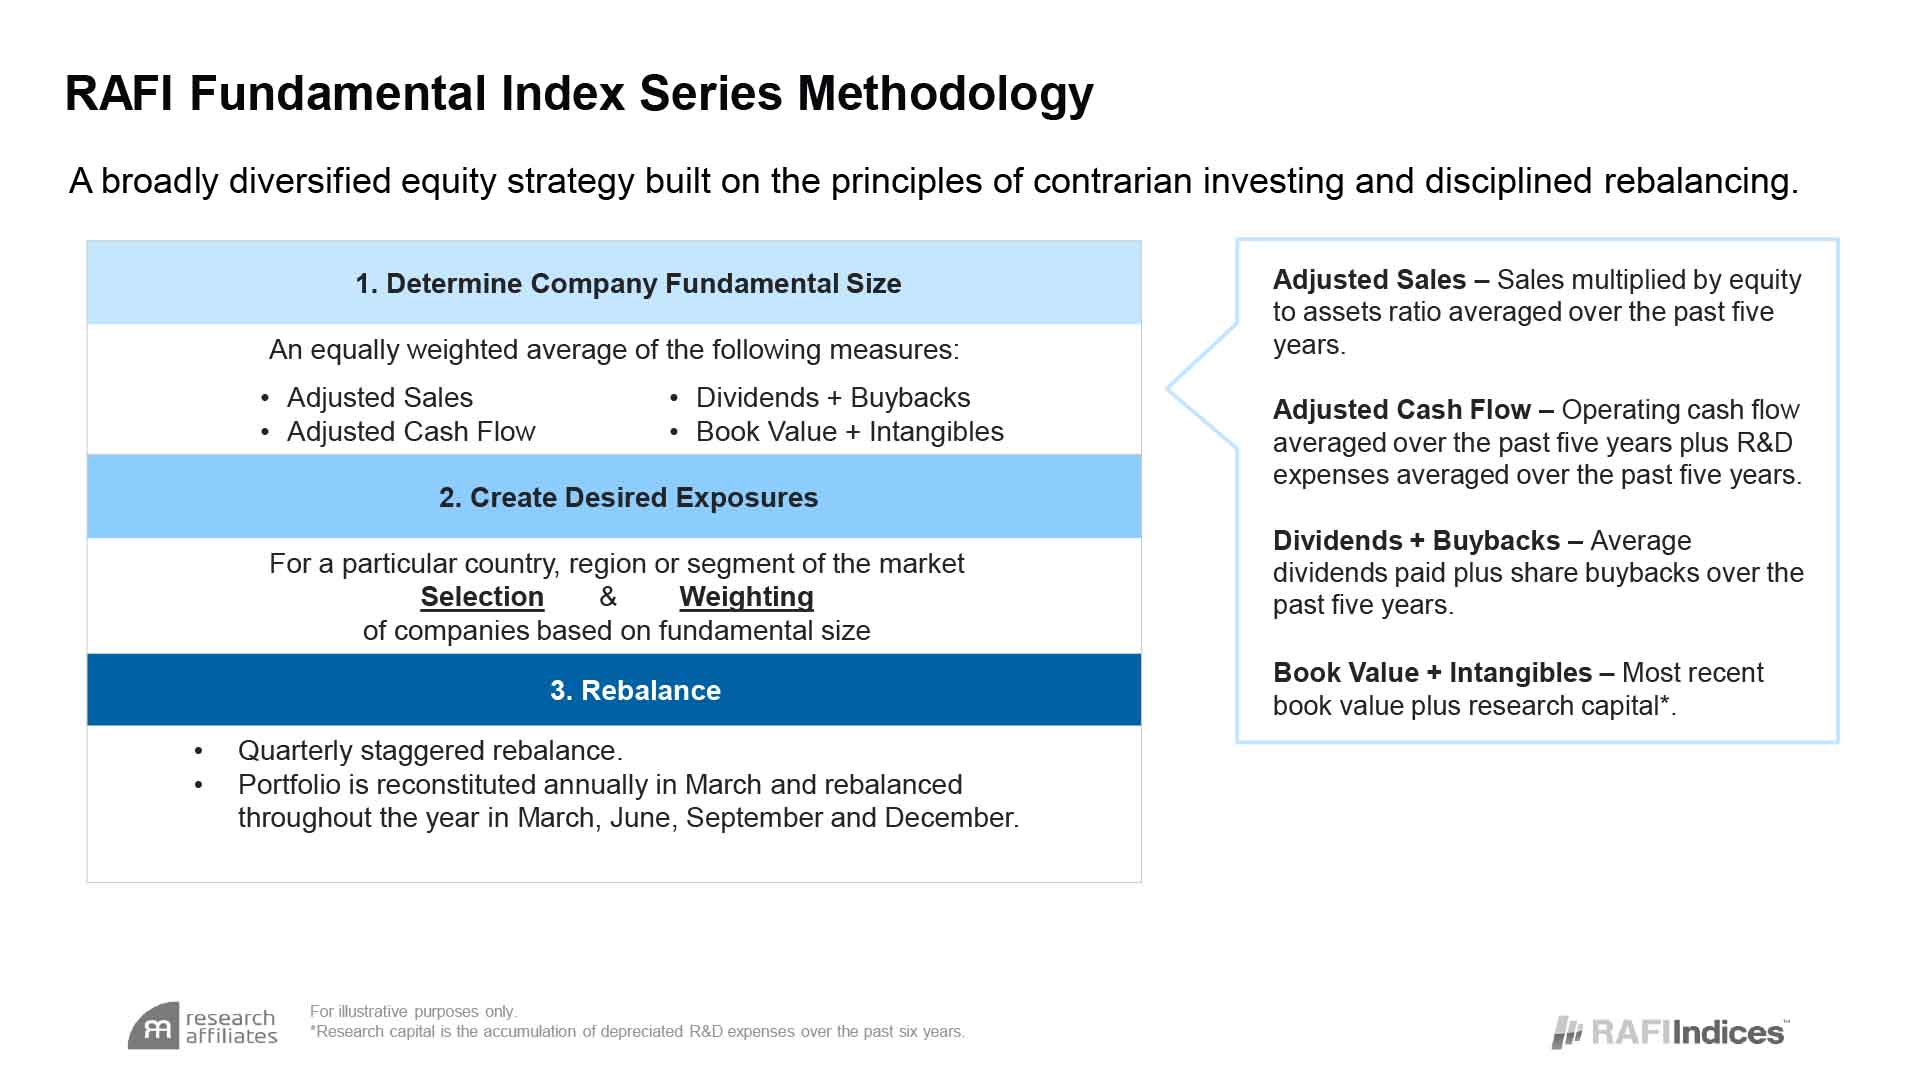 RAFI Fundamental Index Series Methodology
A broadly diversified equity strategy built on the principles of contrarian investing and disciplined rebalancing.
1. Determine Company Fundamental Size
An equally weighted average of the following measures:
• Adjusted Sales
• Adjusted Cash Flow
• Dividends + Buybacks
• Book Value + Intangibles
2. Create Desired Exposures
For a particular country, region or segment of the market
Selection & Weighting
of companies based on fundamental size
3. Rebalance
• Quarterly staggered rebalance.
• Portfolio is reconstituted annually in March and rebalanced
throughout the year in March, June, September and December.
Adjusted Sales – Sales multiplied by equity
to assets ratio averaged over the past five
years.
Adjusted Cash Flow – Operating cash flow
averaged over the past five years plus R&D
expenses averaged over the past five years.
Dividends + Buybacks – Average
dividends paid plus share buybacks over the
past five years.
Book Value + Intangibles – Most recent
book value plus research capital*.
research
affiliates
For illustrative purposes only.
*Research capital is the accumulation of depreciated R&D expenses over the past six years.
RAFI Indices™